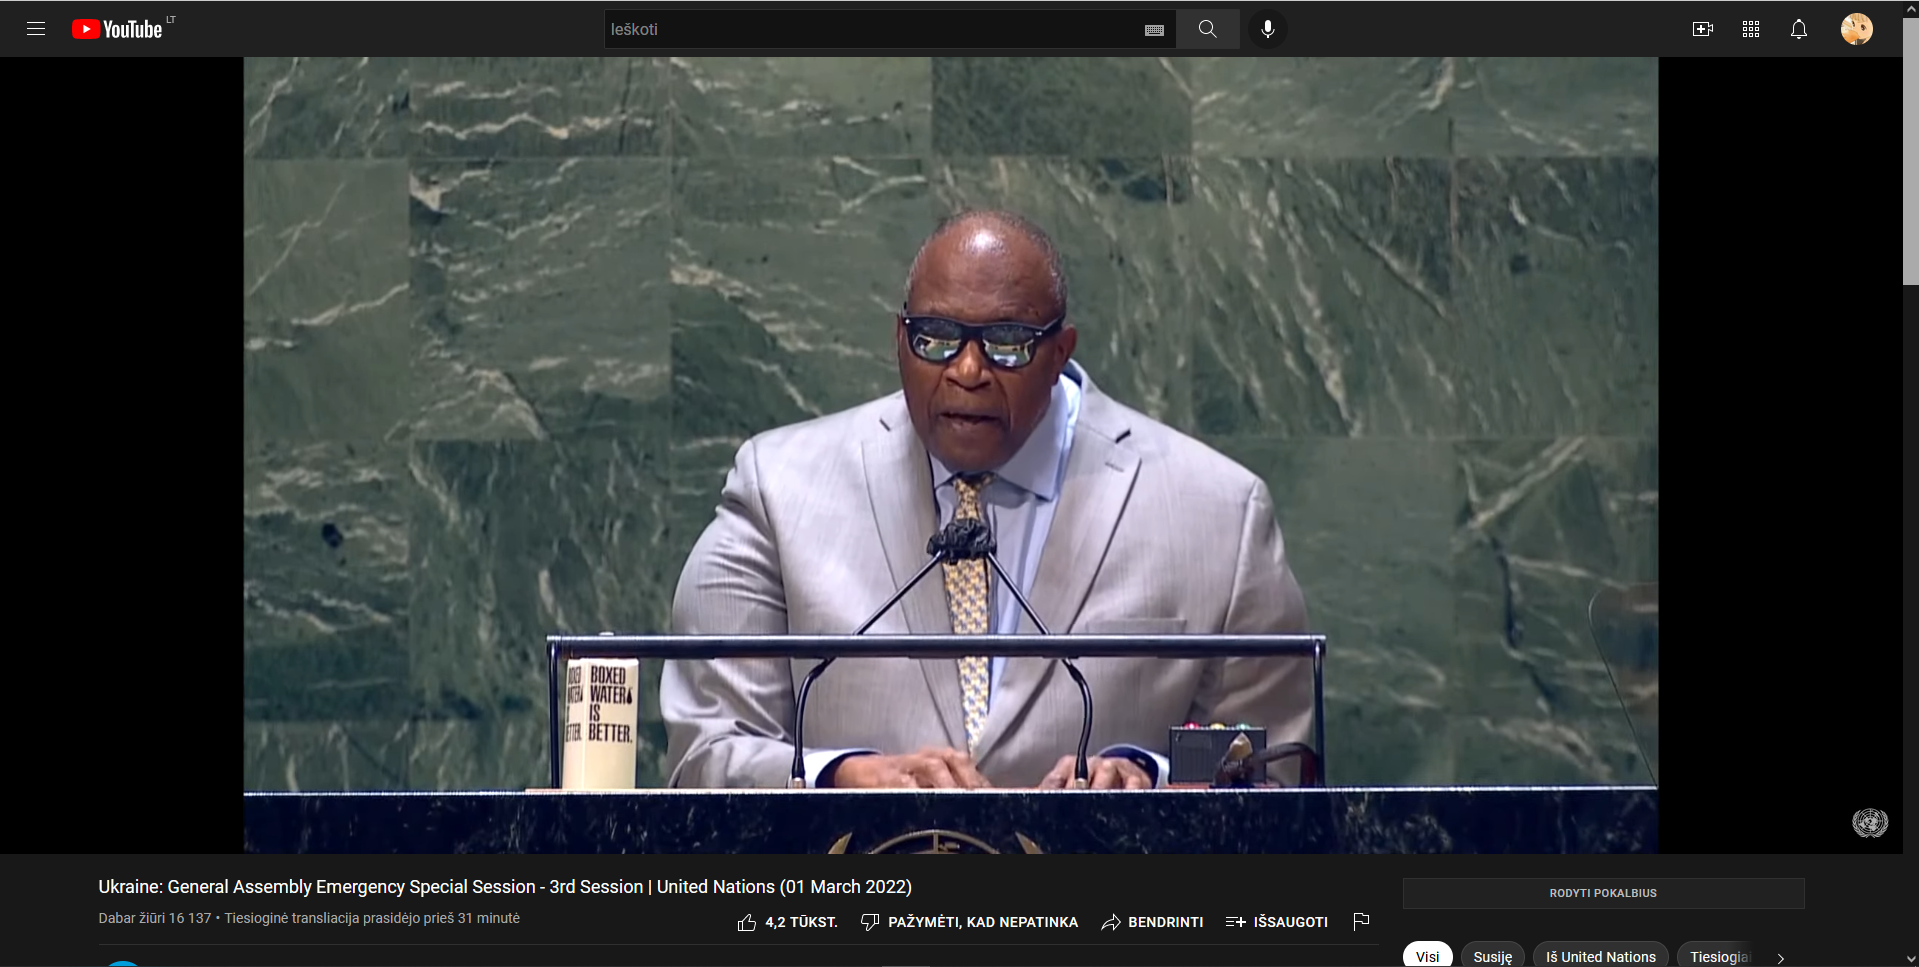 YouTube LT
Ieškoti
BOXED
WATER
IS
BETTER.
Ukraine: General Assembly Emergency Special Session - 3rd Session | United Nations (01 March 2022)
Dabar žiūri 16 137 • Tiesioginė transliacija prasidėjo prieš 31 minutę
4,2 TŪKST.
PAŽYMĖTI, KAD NEPATINKA
BENDRINTI
IŠSAUGOTI
RODYTI POKALBIUS
Visi
Susiję
Iš United Nations
Tiesiogiai